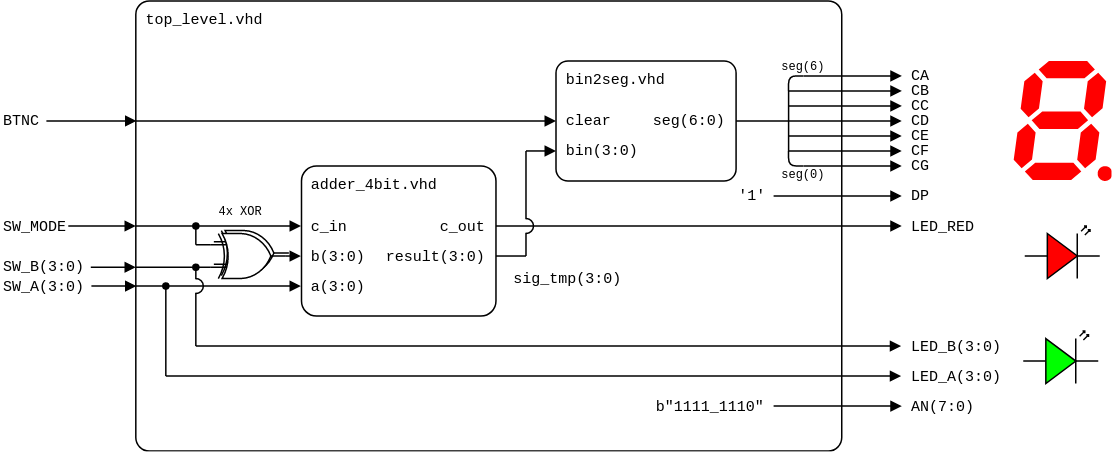 top_level.vhd
bin2seg.vhd
seg(6)
CA
CB
CC
BTNC
clear
seg(6:0)
CD
CE
bin(3:0)
CF
CG
seg(0)
adder_4bit.vhd
'1'
DP
4x XOR
SW_MODE
c_in
c_out
LED_RED
SW_B(3:0)
b(3:0)
result(3:0)
SW_A(3:0)
a(3:0)
sig_tmp(3:0)
LED_B(3:0)
LED_A(3:0)
b"1111_1110"
AN(7:0)